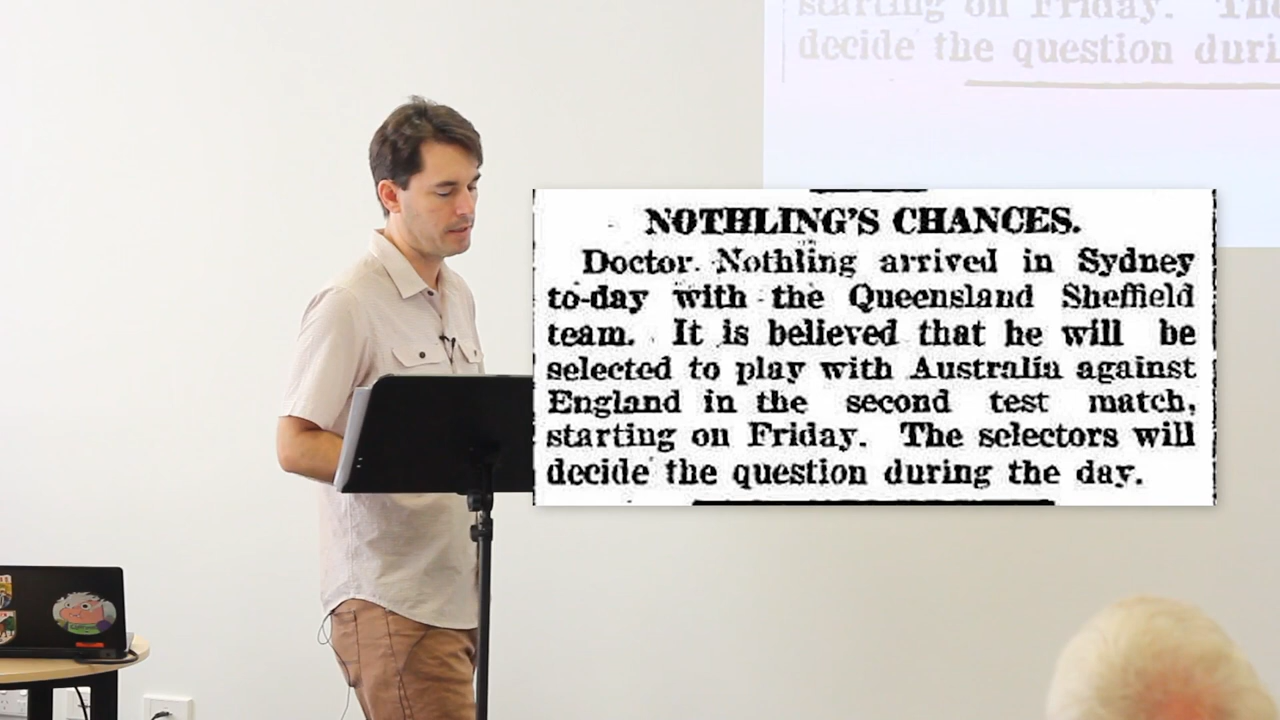 starting on Friday. The
decide the question duri
NOTHLING'S CHANCES.
Doctor Nothling arrived in Sydney
to-day with the Queensland Sheffield
team. It is believed that he will be
selected to play with Australia against
England in the second test match,
starting on Friday. The selectors will
decide the question during the day.